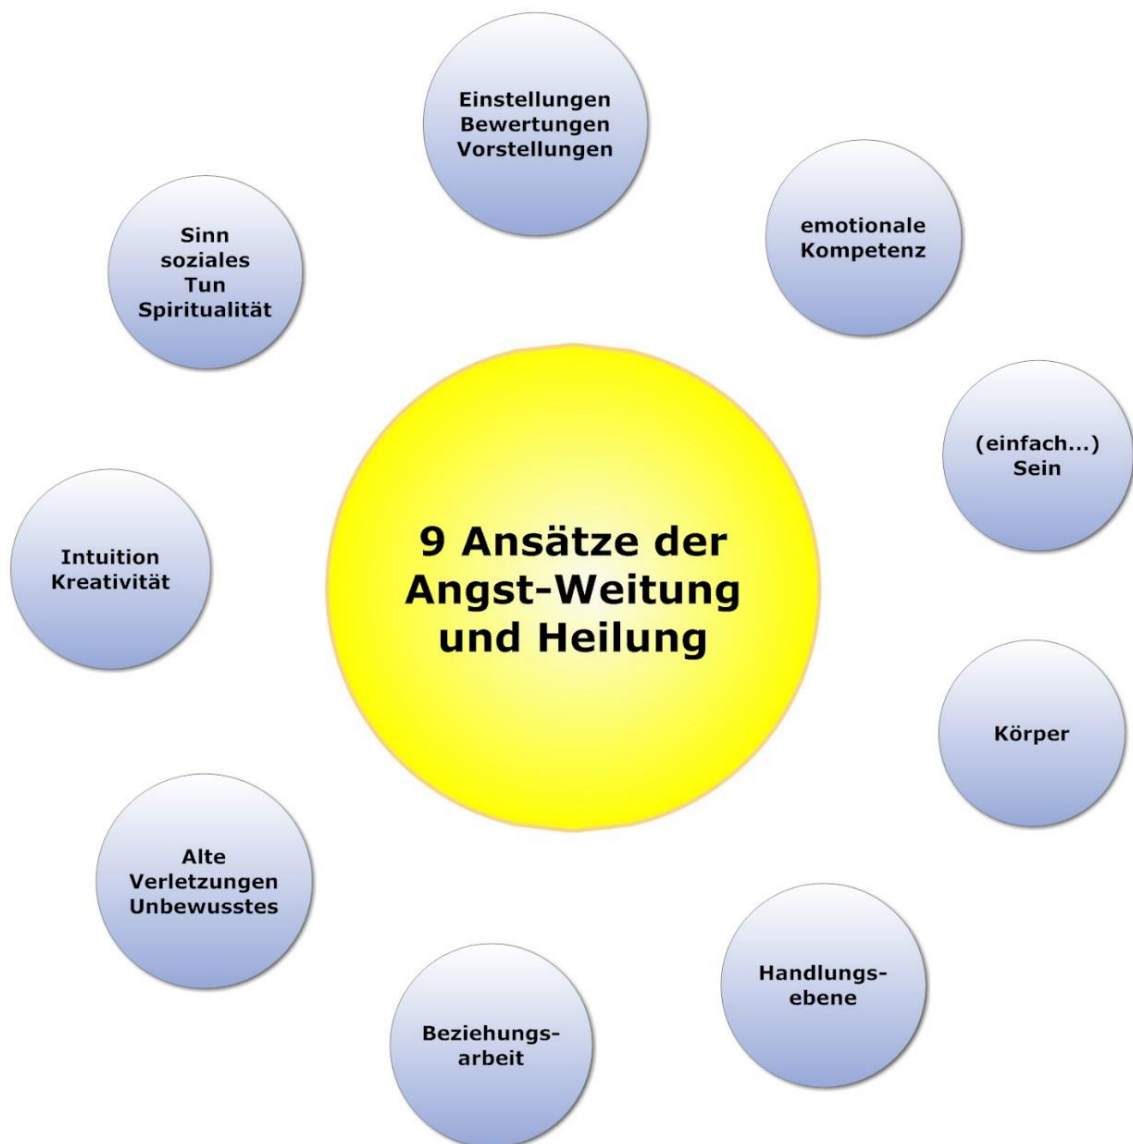 Einstellungen
Bewertungen
Vorstellungen
emotionale
Kompetenz
(einfach...)
Sein
Körper
Handlungs-
ebene
Beziehungs-
arbeit
Alte
Verletzungen
Unbewusstes
Intuition
Kreativität
Sinn
soziales
Tun
Spiritualität
9 Ansätze der
Angst-Weitung
und Heilung